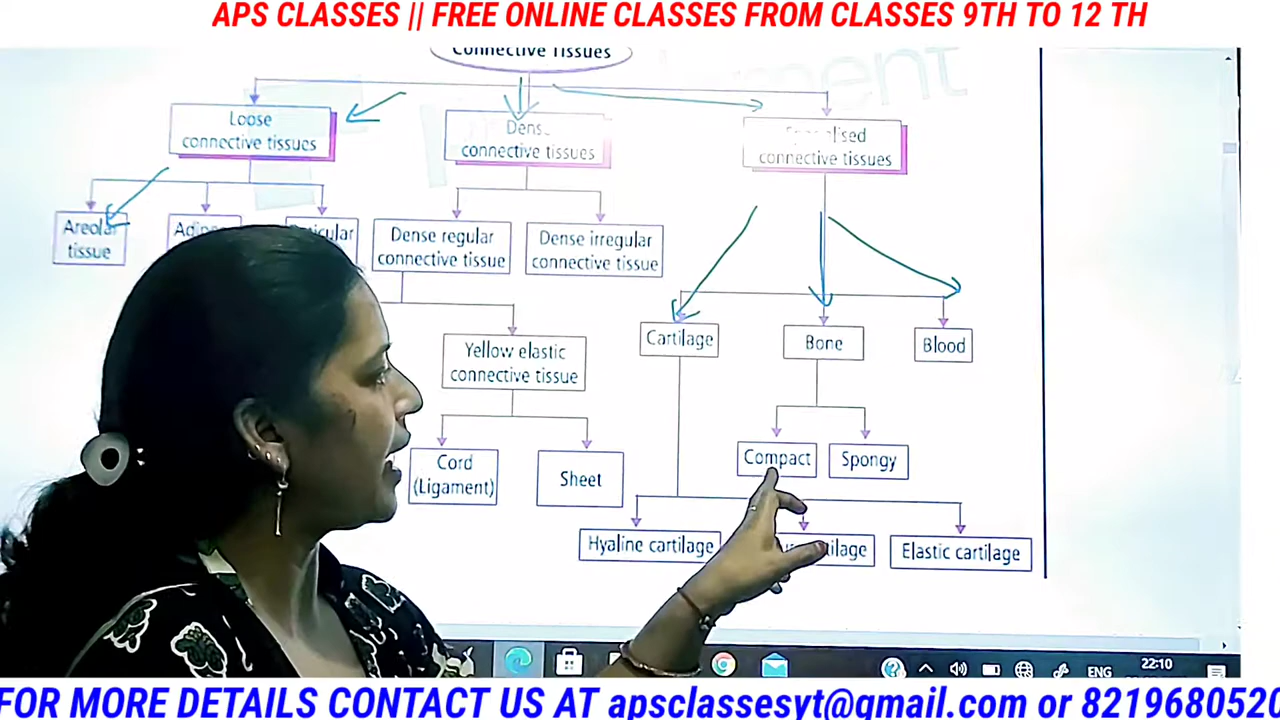 APS CLASSES || FREE ONLINE CLASSES FROM CLASSES 9TH TO 12 TH
Connective Tissues
Loose
connective tissues
connective tissues
connective tissues
Areolar
tissue
Dense regular
connective tissue
Dense irregular
connective tissue
Cartilage
Bone
Blood
Yellow elastic
connective tissue
Cord
(Ligament)
Sheet
Compact
Spongy
Hyaline cartilage
Elastic cartilage
ENG
22:10
FOR MORE DETAILS CONTACT US AT apsclassesyt@gmail.com or 8219680520